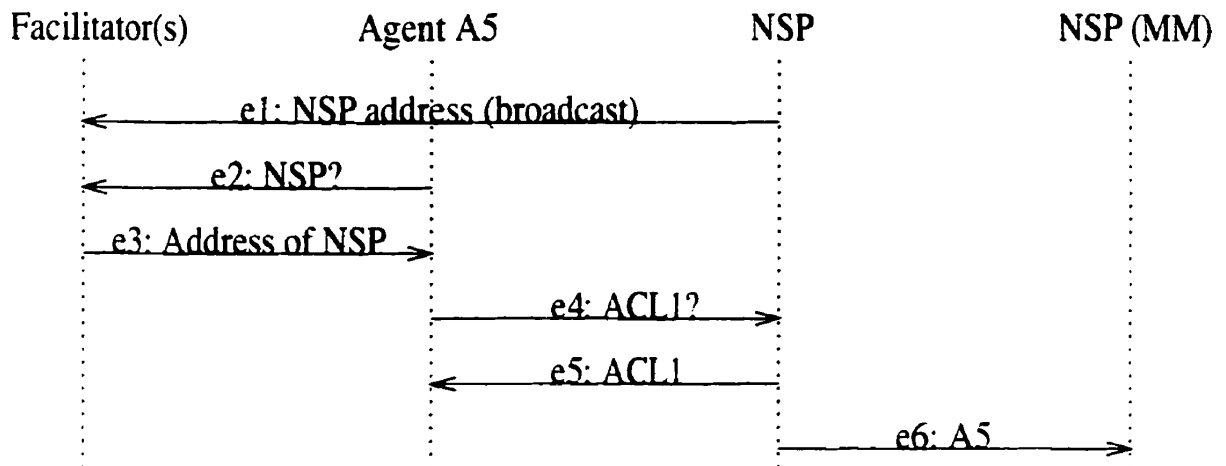 Facilitator(s) Agent A5 NSP NSP (MM)
e1: NSP address (broadcast)
e2: NSP?
e3: Address of NSP
e4: ACL1?
e5: ACL1
e6: A5